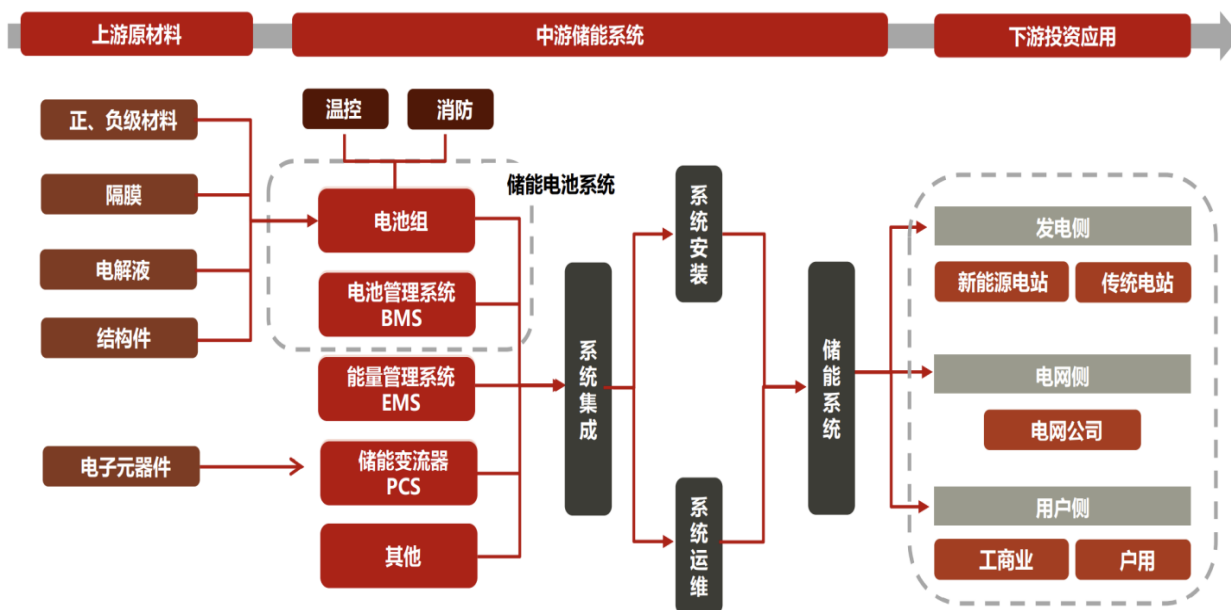 上游原材料
中游储能系统
下游投资应用
正、负级材料
隔膜
电解液
结构件
电子元器件
温控
消防
储能电池系统
电池组
电池管理系统
BMS
能量管理系统
EMS
储能变流器
PCS
其他
系统集成
系统安装
系统运维
储能系统
发电侧
新能源电站
传统电站
电网侧
电网公司
用户侧
工商业
户用